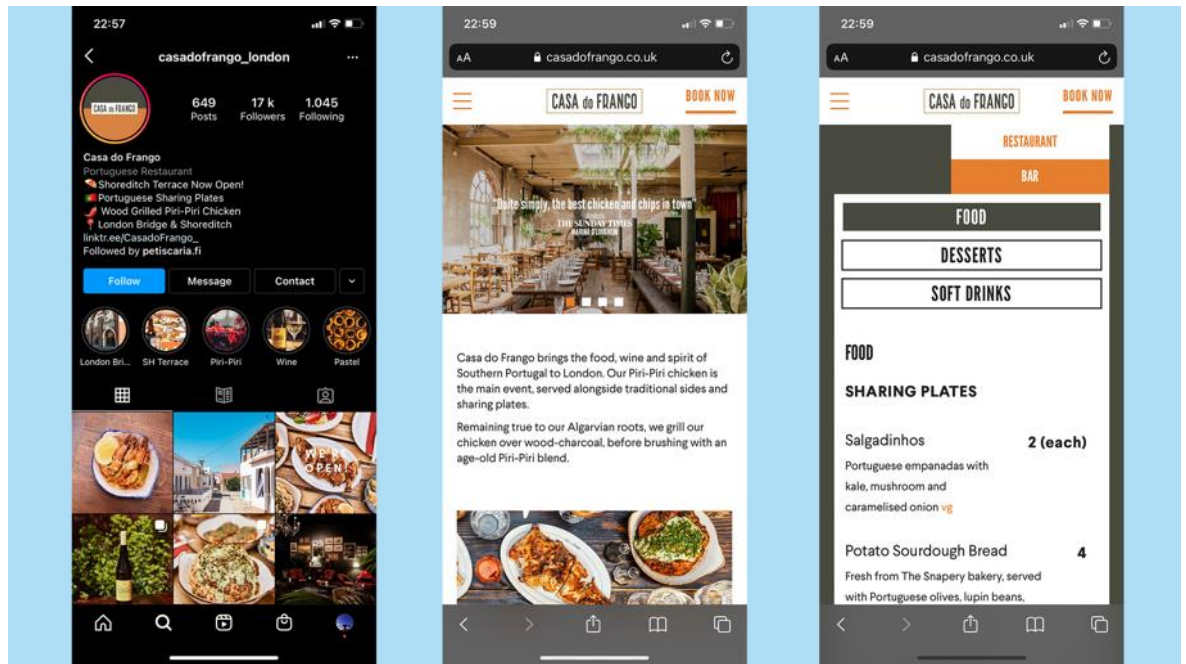 22:57
casadofrango_london
CASA do FRANGO
649
17 k
1.045
Posts
Followers
Following
Casa do Frango
Portuguese Restaurant
Shoreditch Terrace Now Open!
Portuguese Sharing Plates
Wood Grilled Piri-Piri Chicken
London Bridge & Shoreditch
linktr.ee/CasadoFrango_
Followed by petiscaria.fi
Follow
Message
Contact
London Bri...
SH Terrace
Piri-Piri
Wine
Pastel
WE'RE
OPEN!
22:59
AA
casadofrango.co.uk
CASA do FRANGO
BOOK NOW
"Quite simply, the best chicken and chips in town"
THE SUNDAY TIMES
Casa do Frango brings the food, wine and spirit of
Southern Portugal to London. Our Piri-Piri chicken is
the main event, served alongside traditional sides and
sharing plates.
Remaining true to our Algarvian roots, we grill our
chicken over wood-charcoal, before brushing with an
age-old Piri-Piri blend.
22:59
AA
casadofrango.co.uk
CASA do FRANGO
BOOK NOW
RESTAURANT
BAR
FOOD
DESSERTS
SOFT DRINKS
FOOD
SHARING PLATES
Salgadinhos
2 (each)
Portuguese empanadas with
kale, mushroom and
caramelised onion vg
Potato Sourdough Bread
4
Fresh from The Snapery bakery, served
with Portuguese olives, lupin beans,